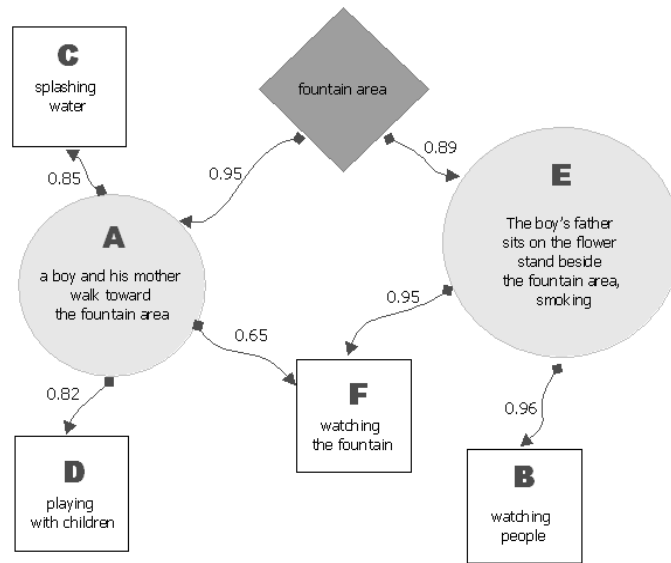 C
splashing
water
fountain area
0.85
0.95
0.89
A
a boy and his mother
walk toward
the fountain area
E
The boy's father
sits on the flower
stand beside
the fountain area,
smoking
0.65
0.95
0.82
0.96
D
playing
with children
F
watching
the fountain
B
watching
people